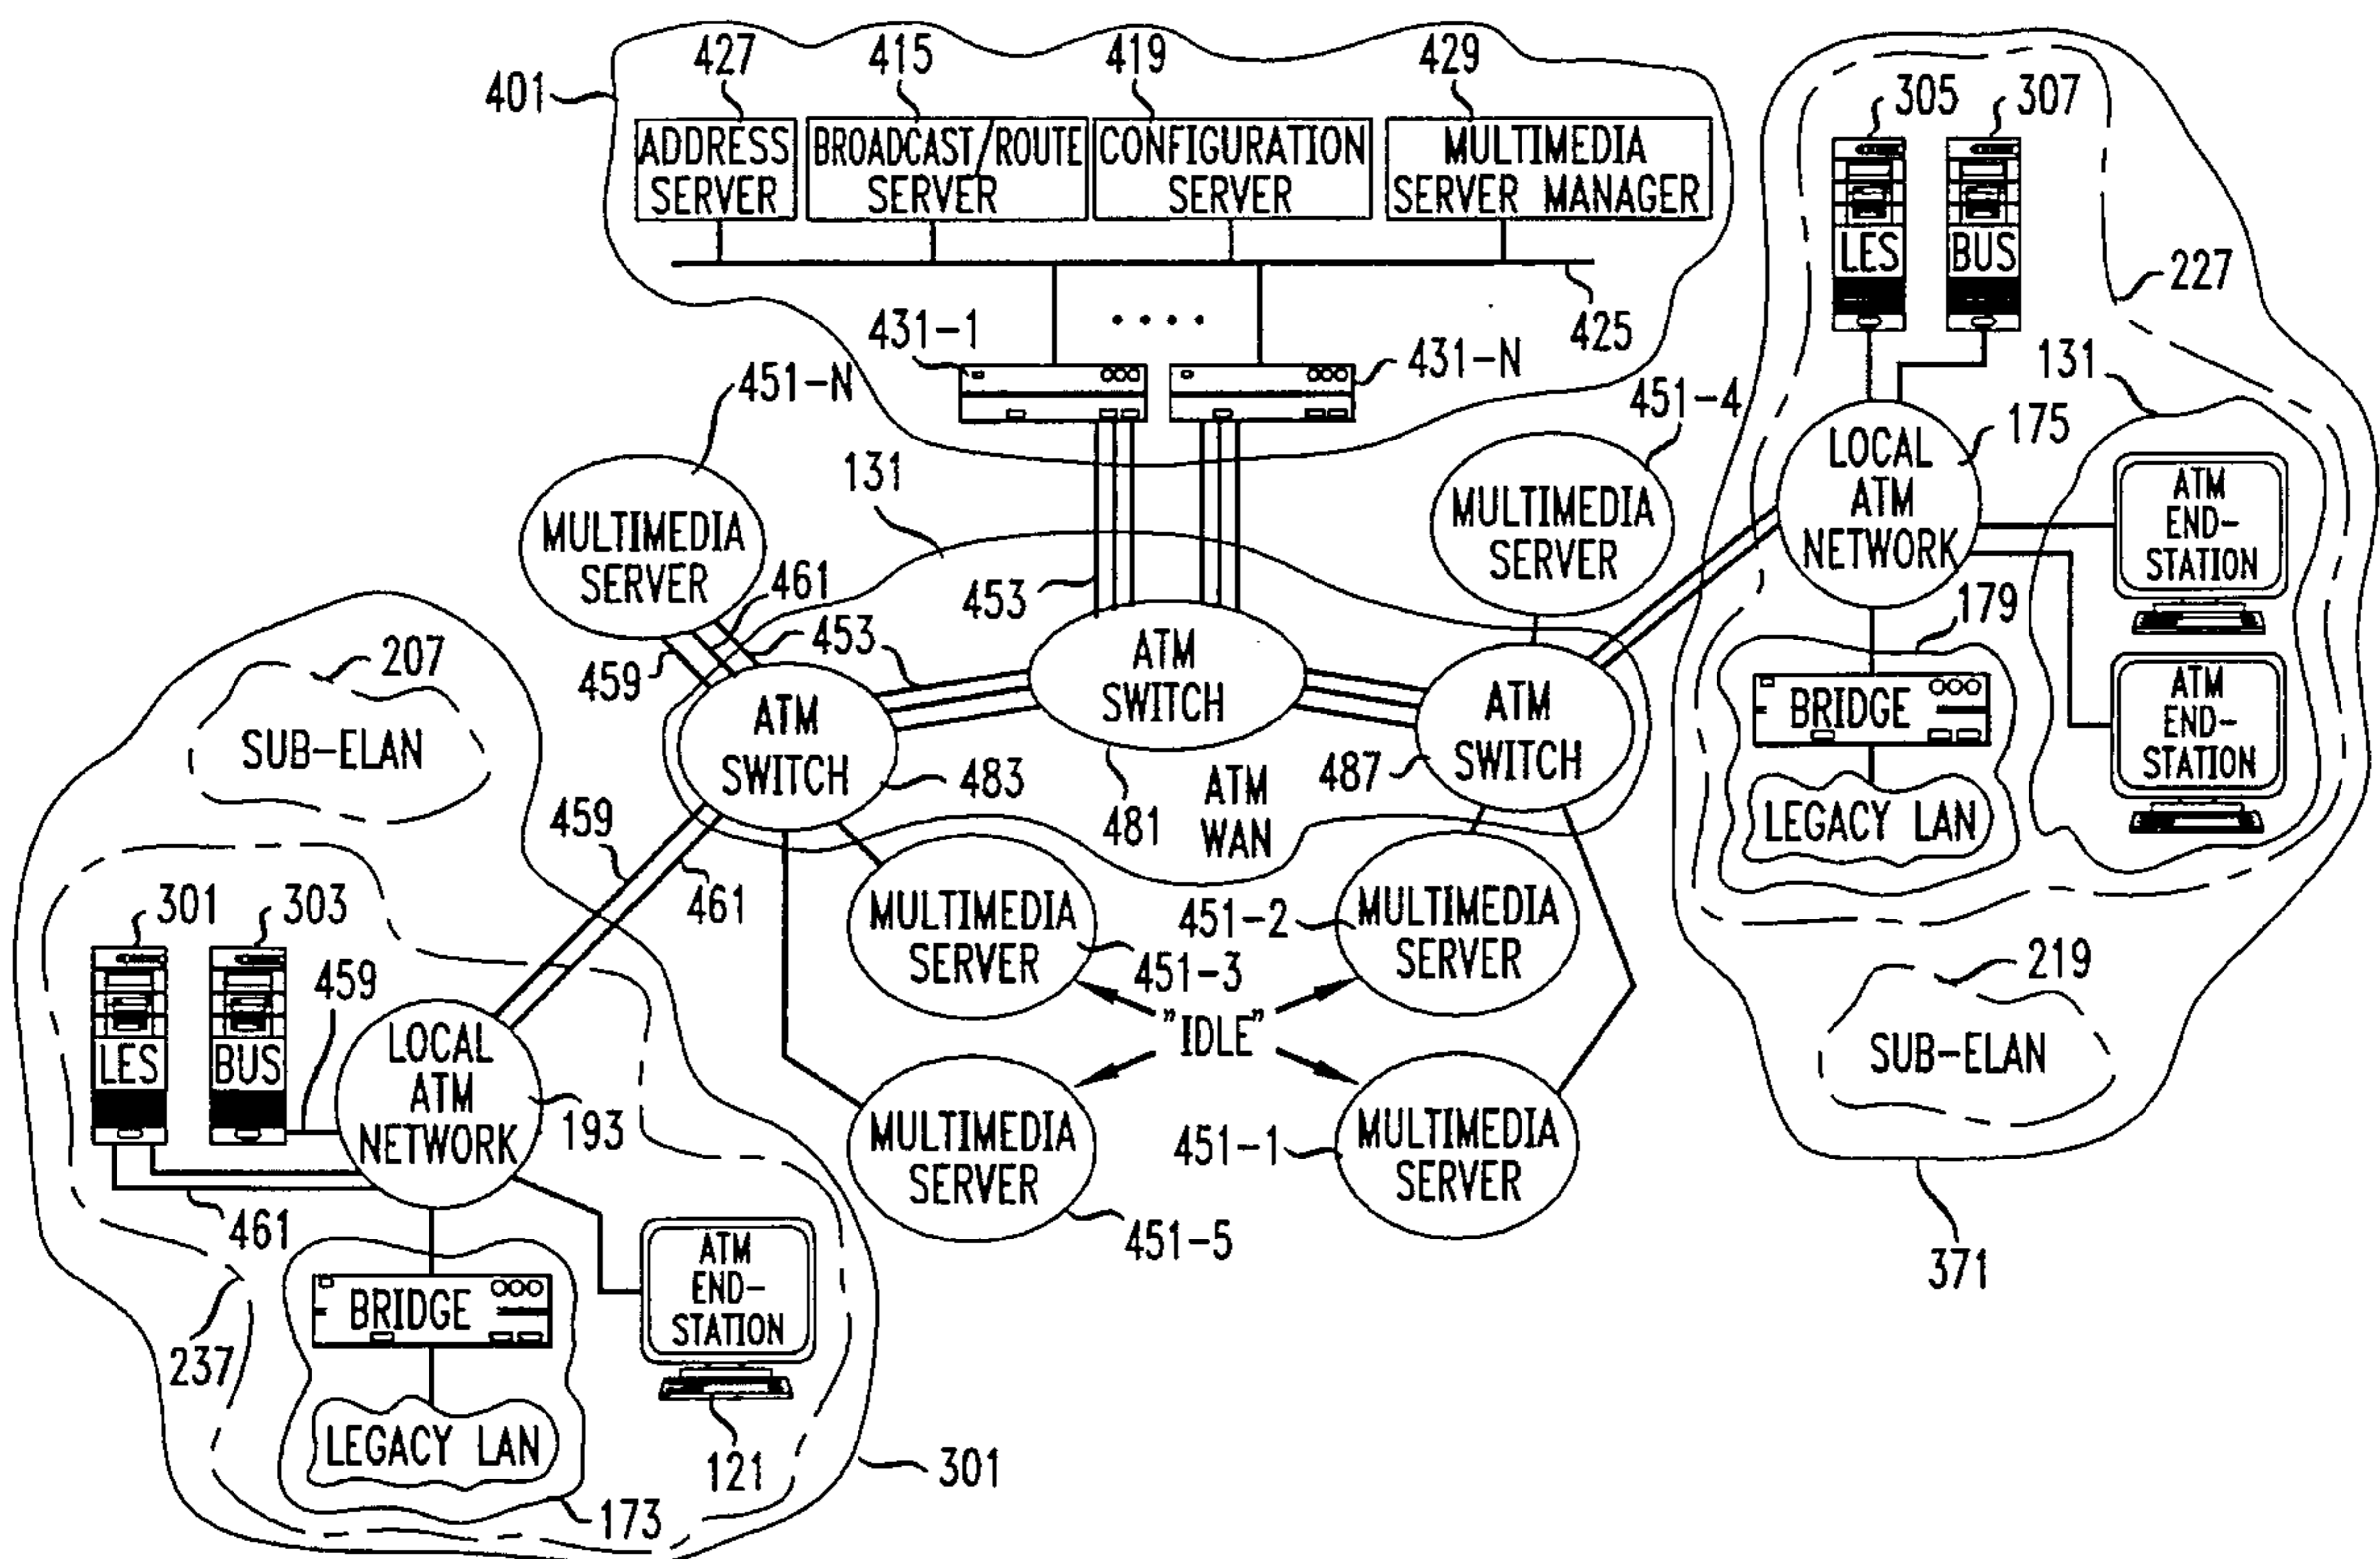 427
415
419
429
401
ADDRESS
SERVER
BROADCAST/ROUTE
SERVER
CONFIGURATION
SERVER
MULTIMEDIA
SERVER MANAGER
425
431-1
431-N
305
307
LES
BUS
227
131
175
LOCAL
ATM
NETWORK
ATM
END-
STATION
ATM
END-
STATION
179
BRIDGE
LEGACY LAN
219
SUB-ELAN
371
451-N
MULTIMEDIA
SERVER
131
453
461
453
459
451-4
MULTIMEDIA
SERVER
ATM
SWITCH
481
ATM
SWITCH
483
ATM
SWITCH
487
ATM
WAN
207
SUB-ELAN
459
461
MULTIMEDIA
SERVER
451-3
451-2
MULTIMEDIA
SERVER
"IDLE"
MULTIMEDIA
SERVER
451-5
451-1
MULTIMEDIA
SERVER
301
303
459
LES
BUS
LOCAL
ATM
NETWORK
193
461
237
BRIDGE
LEGACY LAN
173
ATM
END-
STATION
121
301